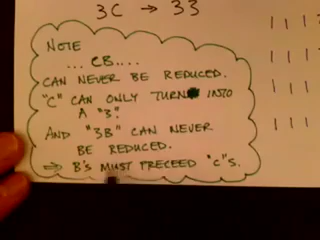 3C → 33
NOTE
... CB....
CAN NEVER BE REDUCED.
"C" CAN ONLY TURN INTO
A "3".
AND "3B" CAN NEVER
BE REDUCED.
⇒ B's MUST PRECEED "C"S.
| | |
| | |
| | |
| | |